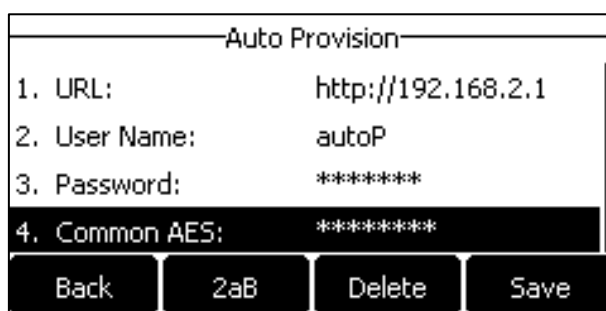 Auto Provision
1. URL: http://192.168.2.1
2. User Name: autoP
3. Password: *******
4. Common AES: ********
Back 2aB Delete Save